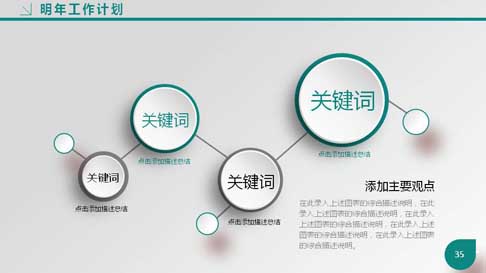 明年工作计划
关键词
点击添加描述总结
关键词
点击添加描述总结
关键词
点击添加描述总结
关键词
点击添加描述总结
添加主要观点
在此录入上述图表的综合描述说明，在此
录入上述图表的综合描述说明，在此录入
上述图表的综合描述说明，在此录入上述
图表的综合描述说明，在此录入上述图表
的综合描述说明。
35